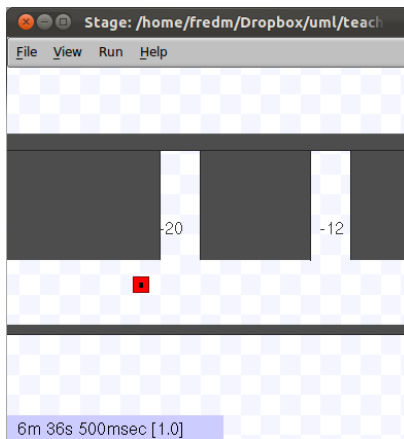 Stage: /home/fredm/Dropbox/uml/teach
File View Run Help
-20
-12
6m 36s 500msec [1.0]